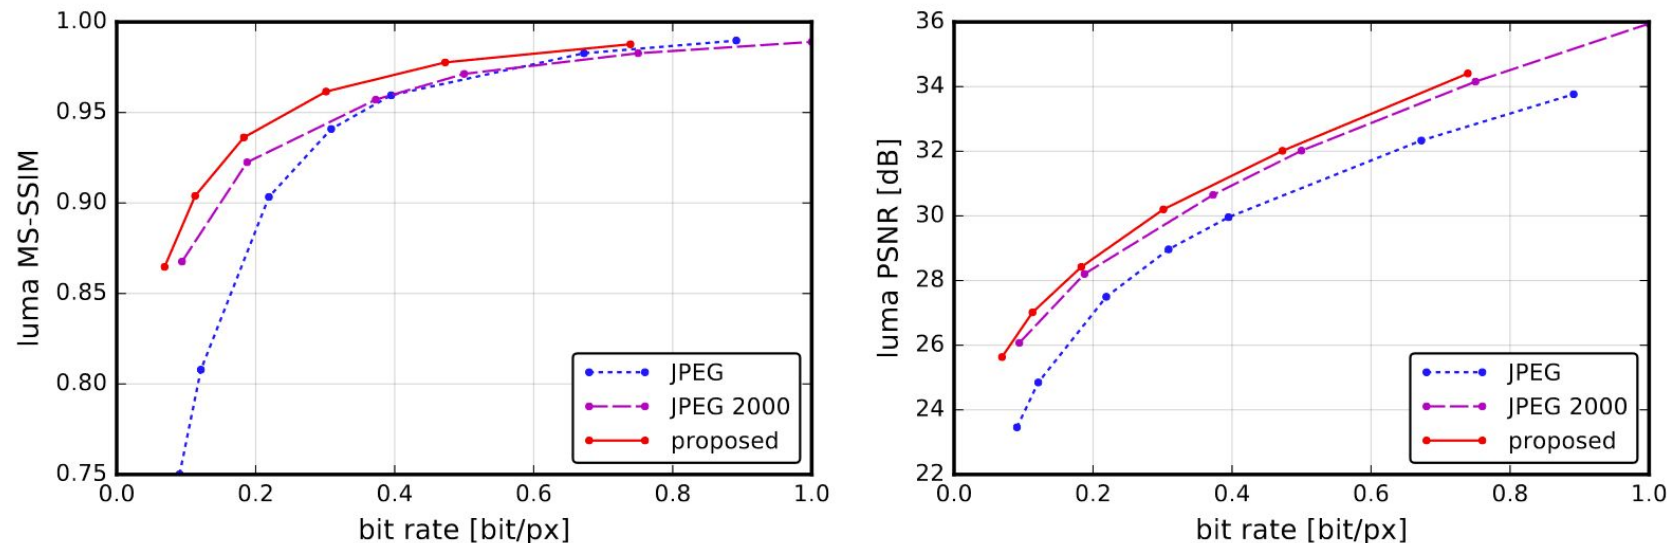 1.00
0.95
0.90
0.85
0.80
0.75
luma MS-SSIM
JPEG
JPEG 2000
proposed
0.0 0.2 0.4 0.6 0.8 1.0
bit rate [bit/px]
36
34
32
30
28
26
24
22
luma PSNR [dB]
JPEG
JPEG 2000
proposed
0.0 0.2 0.4 0.6 0.8 1.0
bit rate [bit/px]